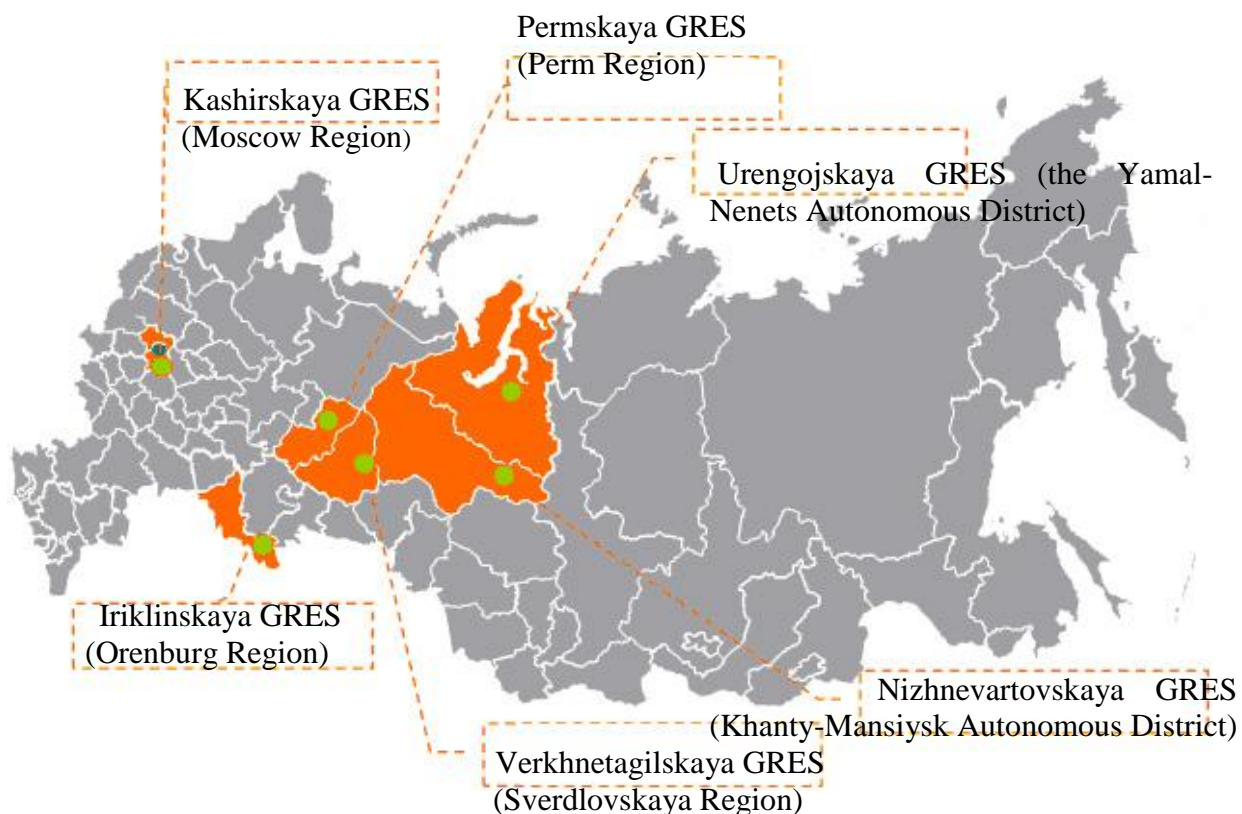 Permskaya GRES
(Perm Region)
Kashirskaya GRES
(Moscow Region)
Urengojskaya GRES (the Yamal-
Nenets Autonomous District)
Iriklinskaya GRES
(Orenburg Region)
Nizhnevartovskaya GRES
(Khanty-Mansiysk Autonomous District)
Verkhnetagilskaya GRES
(Sverdlovskaya Region)